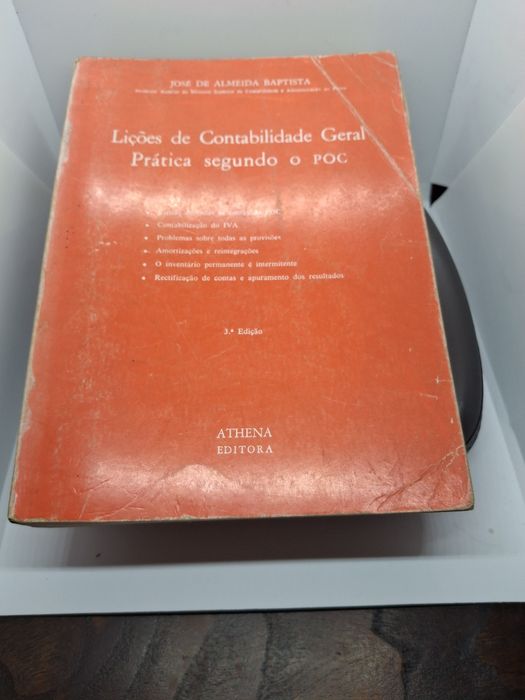 JOSÉ DE ALMEIDA BAPTISTA
Lições de Contabilidade Geral
Prática segundo o POC
• Contabilização do IVA
• Problemas sobre todas as provisões
• Amortizações e reintegrações
• O inventário permanente e intermitente
• Rectificação de contas e apuramento dos resultados
3.ª Edição
ATHENA
EDITORA